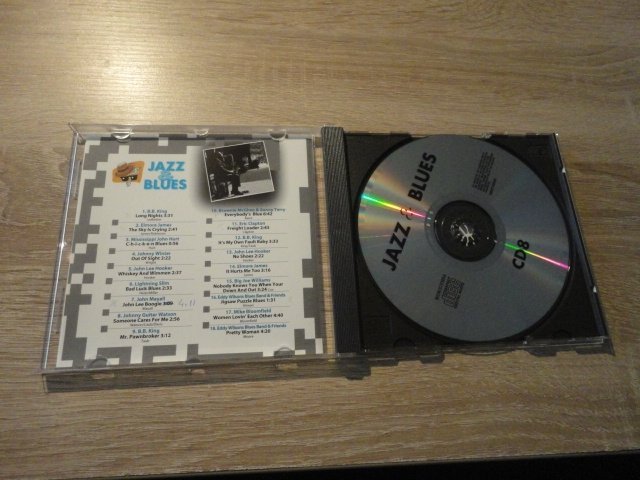 JAZZ
&
BLUES
1. B.B. King
Long Nights 3:31
2. Elmore James
The Sky Is Crying 2:41
3. Mississippi John Hurt
C-h-i-c-k-e-n Blues 5:56
4. Johnny Winter
Out Of Sight 2:22
5. John Lee Hooker
Whiskey And Wimmen 2:37
6. Lightning Slim
Bad Luck Blues 2:33
7. John Mayall
John Lee Boogie
4:11
8. Johnny Guitar Watson
Someone Cares For Me 2:56
9. B.B. King
Mr. Pawnbroker 3:12
10. Brownie McGhee & Sonny Terry
Everybody's Blue 6:42
11. Eric Clapton
Freight Loader 2:43
12. B.B. King
It's My Own Fault Baby 3:33
13. John Lee Hooker
No Shoes 2:22
14. Elmore James
It Hurts Me Too 3:16
15. Big Joe Williams
Nobody Knows You When Your
Down And Out 3:24
16. Eddy Wilsons Blues Band & Friends
Jigsaw Puzzle Blues 1:31
17. Mike Bloomfield
Women Lovin' Each Other 4:40
18. Eddy Wilsons Blues Band & Friends
Pretty Woman 4:20
JAZZ & BLUES
CD8